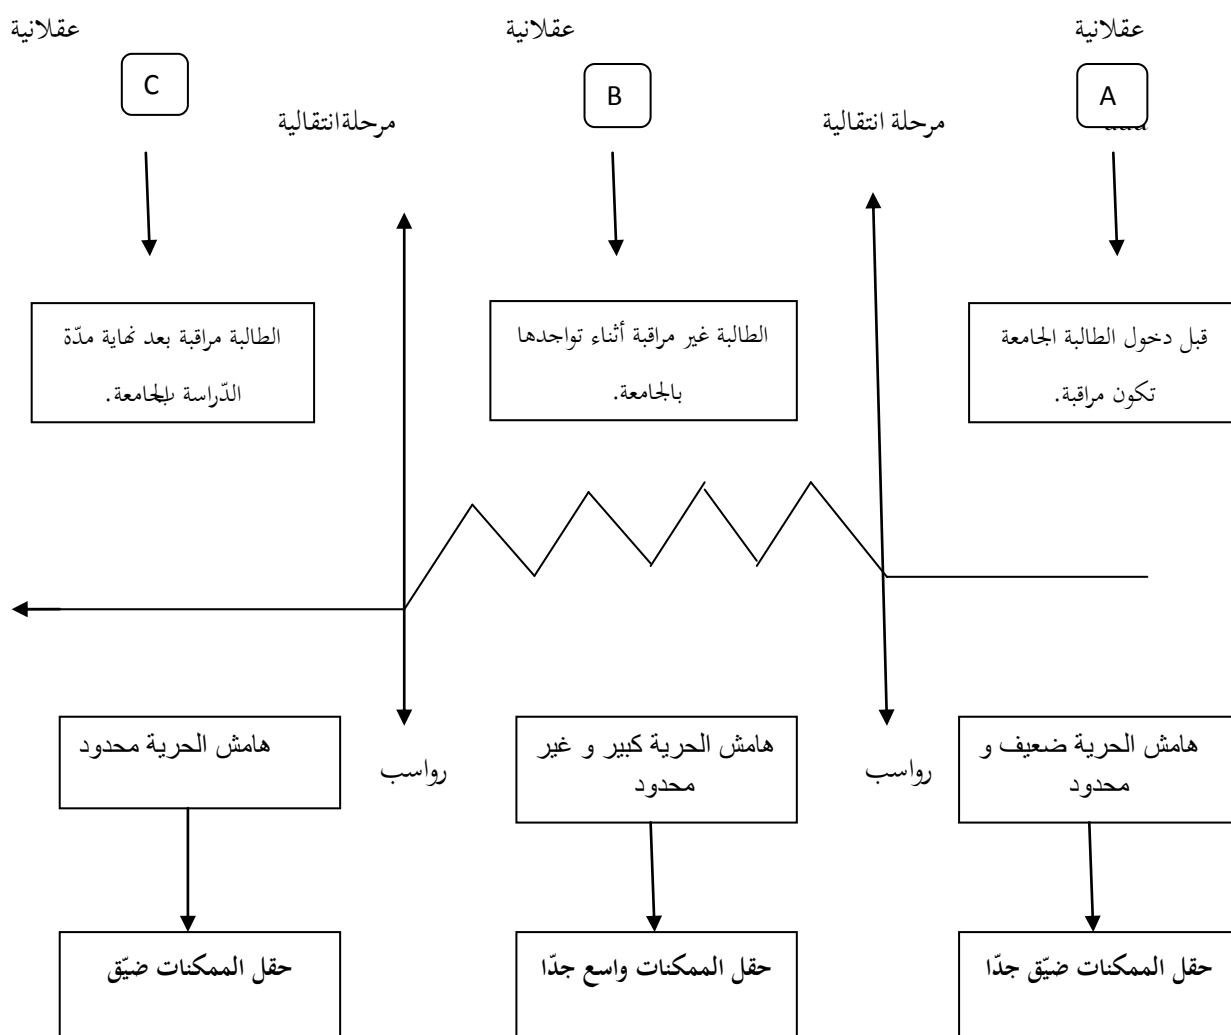 عقلانية
عقلانية
عقلانية
A
B
C
مرحلة انتقالية
مرحلة انتقالية
قبل دخول الطالبة الجامعة
تكون مراقبة.
الطالبة غير مراقبة أثناء تواجدها
بالجامعة.
الطالبة مراقبة بعد نهاية مدّة
الدّراسة بالجامعة.
هامش الحرية ضعيف و
محدود
رواسب
هامش الحرية كبير و غير
محدود
رواسب
هامش الحرية محدود
حقل الممكنات ضيّق جدّا
حقل الممكنات واسع جدّا
حقل الممكنات ضيّق